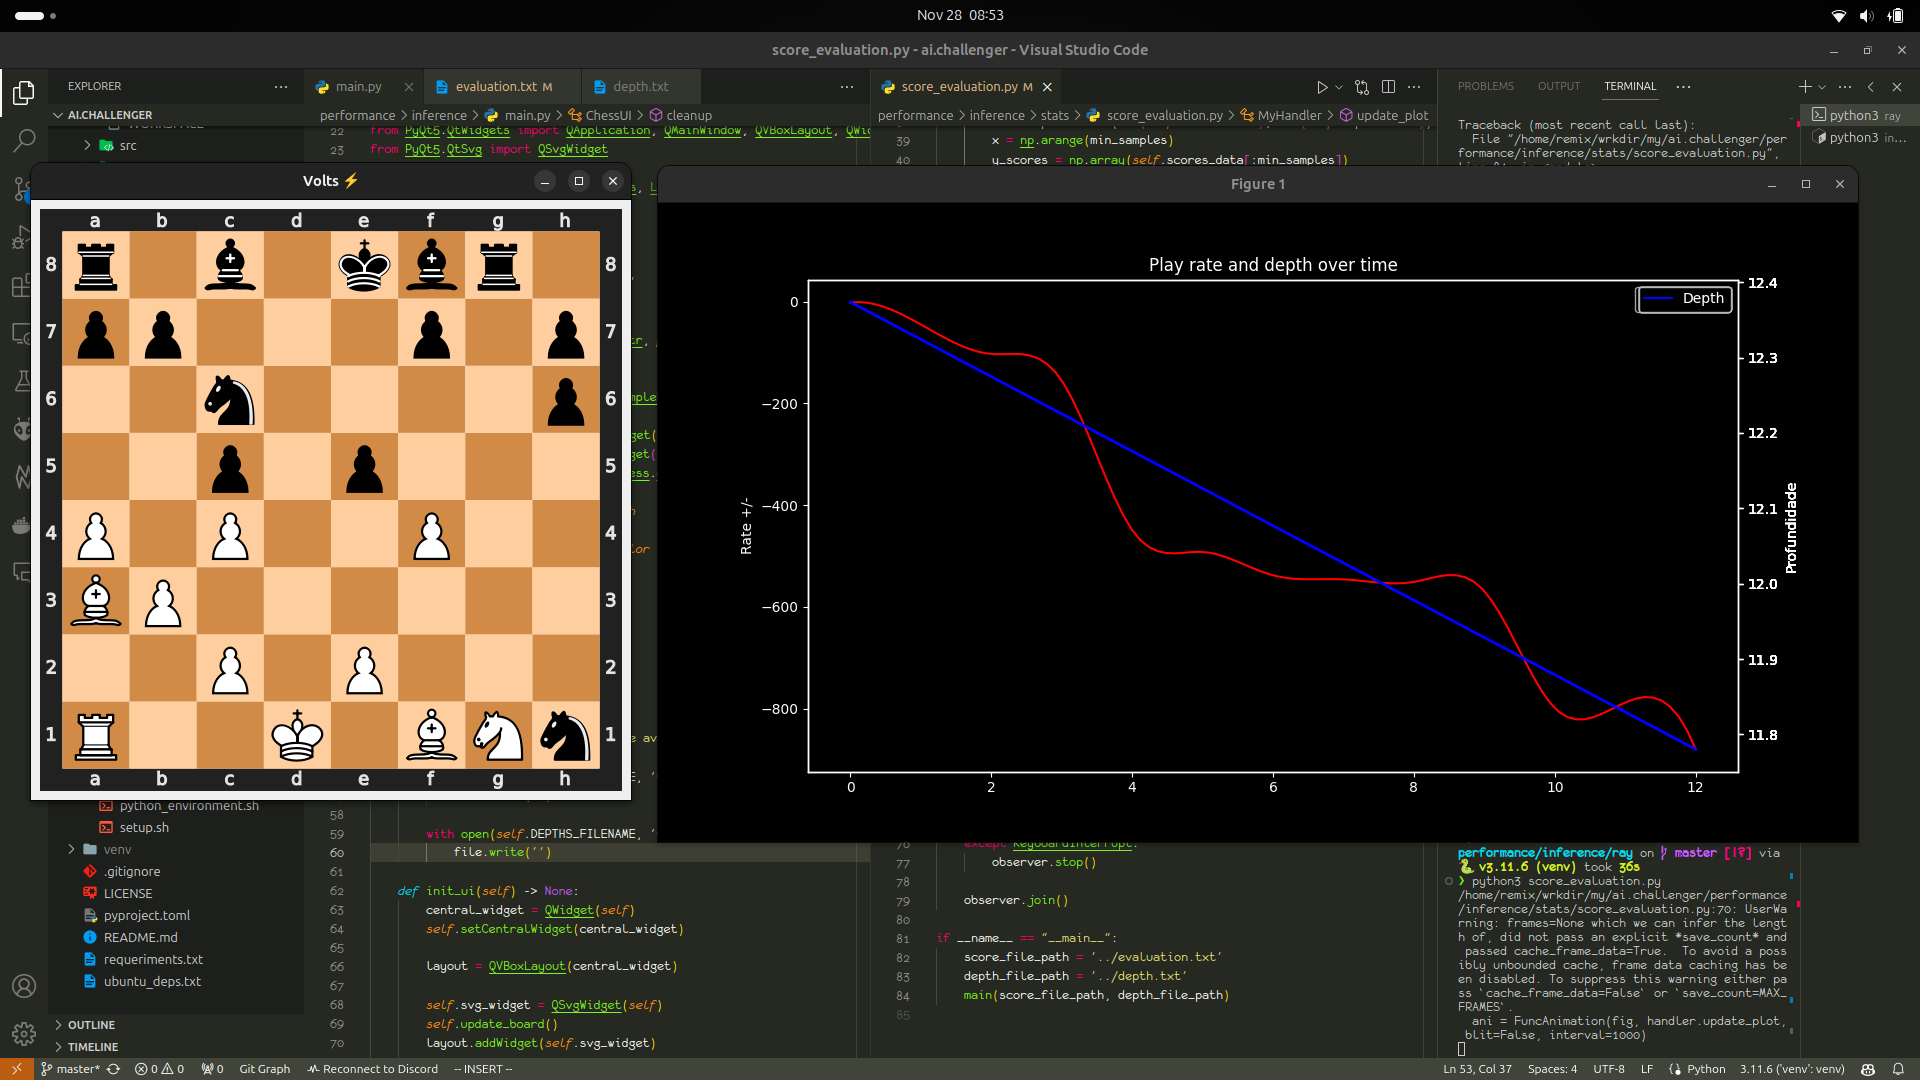 Nov 28  08:53
score_evaluation.py - ai.challenger - Visual Studio Code
EXPLORER
main.py
evaluation.txt M
depth.txt
score_evaluation.py M
PROBLEMS
OUTPUT
TERMINAL
AI.CHALLENGER
performance > inference > main.py > ChessUI > cleanup
performance > inference > stats > score_evaluation.py > MyHandler > update_plot
src
22 from PyQt5.QtWidgets import QApplication, QMainWindow, QVBoxLayout, QWid
23 from PyQt5.QtSvg import QSvgWidget
39 x = np.arange(min_samples)
40 y_scores = np.array(self.scores_data[:min_samples])
Traceback (most recent call last):
File "/home/remix/wrkdir/my/ai.challenger/per
formance/inference/stats/score_evaluation.py",
python3 ray
python3 in...
Volts ⚡
a b c d e f g h
8 8
7 7
6 6
5 5
4 4
3 3
2 2
1 1
a b c d e f g h
Figure 1
Play rate and depth over time
Depth
Rate +/-
0
−200
−400
−600
−800
0 2 4 6 8 10 12
12.4
12.3
12.2
12.1
12.0
11.9
11.8
Profundidade
python_environment.sh
setup.sh
venv
.gitignore
LICENSE
pyproject.toml
README.md
requeriments.txt
ubuntu_deps.txt
OUTLINE
TIMELINE
58
59 with open(self.DEPTHS_FILENAME, '
60 file.write('')
61
62 def init_ui(self) -> None:
63 central_widget = QWidget(self)
64 self.setCentralWidget(central_widget)
65
66 layout = QVBoxLayout(central_widget)
67
68 self.svg_widget = QSvgWidget(self)
69 self.update_board()
70 layout.addWidget(self.svg_widget)
76 except KeyboardInterrupt:
77 observer.stop()
78
79 observer.join()
80
81 if __name__ == "__main__":
82 score_file_path = '../evaluation.txt'
83 depth_file_path = '../depth.txt'
84 main(score_file_path, depth_file_path)
85
performance/inference/ray on master [!?] via
v3.11.6 (venv) took 36s
❯ python3 score_evaluation.py
/home/remix/wrkdir/my/ai.challenger/performance
/inference/stats/score_evaluation.py:70: UserWa
rning: frames=None which we can infer the lengt
h of, did not pass an explicit *save_count* and
passed cache_frame_data=True.  To avoid a poss
ibly unbounded cache, frame data caching has be
en disabled. To suppress this warning either pa
ss `cache_frame_data=False` or `save_count=MAX_
FRAMES`.
ani = FuncAnimation(fig, handler.update_plot,
blit=False, interval=1000)
master*
0 0
0
Git Graph
Reconnect to Discord
-- INSERT --
Ln 53, Col 37
Spaces: 4
UTF-8
LF
Python
3.11.6 ('venv': venv)